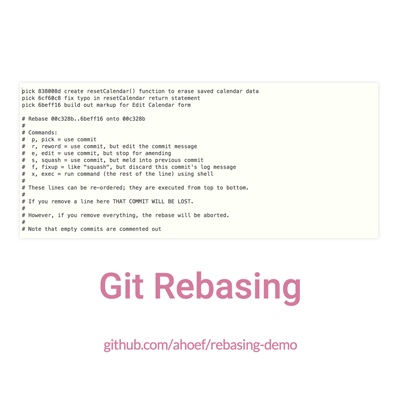 pick 838008d create resetCalendar() function to erase saved calendar data
pick 6cf60c8 fix typo in resetCalendar return statement
pick 6beff16 build out markup for Edit Calendar form

# Rebase 00c328b..6beff16 onto 00c328b
#
# Commands:
#  p, pick = use commit
#  r, reword = use commit, but edit the commit message
#  e, edit = use commit, but stop for amending
#  s, squash = use commit, but meld into previous commit
#  f, fixup = like "squash", but discard this commit's log message
#  x, exec = run command (the rest of the line) using shell
#
# These lines can be re-ordered; they are executed from top to bottom.
#
# If you remove a line here THAT COMMIT WILL BE LOST.
#
# However, if you remove everything, the rebase will be aborted.
#
# Note that empty commits are commented out
Git Rebasing
github.com/ahoef/rebasing-demo